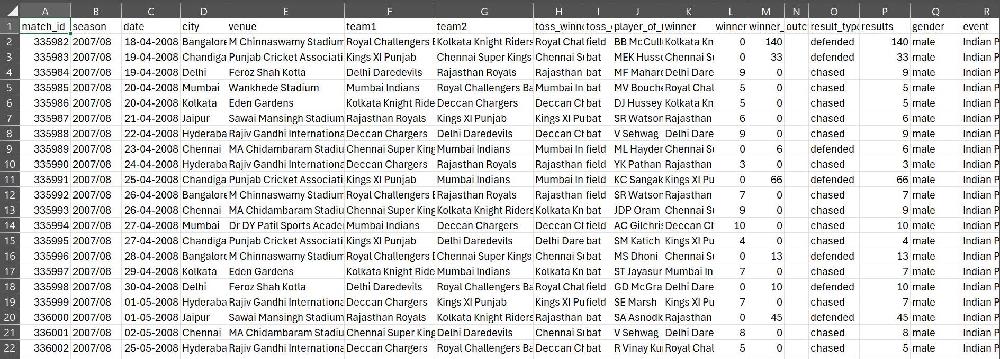 A B C D E F G H I J K L M N O P Q R
1 match_id season date city venue team1 team2 toss_winne toss_ player_of_ winner winner winner_ outc result_type results gender event
2 335982 2007/08 18-04-2008 Bangalore M Chinnaswamy Stadium Royal Challengers Kolkata Knight Riders Royal Chal field BB McCull Kolkata Kn 0 140 defended 140 male Indian P
3 335983 2007/08 19-04-2008 Chandiga Punjab Cricket Associati Kings XI Punjab Chennai Super Kings Chennai S bat MEK Husse Chennai S 0 33 defended 33 male Indian P
4 335984 2007/08 19-04-2008 Delhi Feroz Shah Kotla Delhi Daredevils Rajasthan Royals Rajasthan bat MF Maharo Delhi Dare 9 0 chased 9 male Indian P
5 335985 2007/08 20-04-2008 Mumbai Wankhede Stadium Mumbai Indians Royal Challengers Ba Mumbai In bat MV Bouche Royal Chal 5 0 chased 5 male Indian P
6 335986 2007/08 20-04-2008 Kolkata Eden Gardens Kolkata Knight Ride Deccan Chargers Deccan Ch bat DJ Hussey Kolkata Kn 5 0 chased 5 male Indian P
7 335987 2007/08 21-04-2008 Jaipur Sawai Mansingh Stadium Rajasthan Royals Kings XI Punjab Kings XI Pu bat SR Watson Rajasthan 6 0 chased 6 male Indian P
8 335988 2007/08 22-04-2008 Hyderaba Rajiv Gandhi Internationa Deccan Chargers Delhi Daredevils Deccan Ch bat V Sehwag Delhi Dare 9 0 chased 9 male Indian P
9 335989 2007/08 23-04-2008 Chennai MA Chidambaram Stadiu Chennai Super King Mumbai Indians Mumbai In field ML Hayden Chennai S 0 6 defended 6 male Indian P
10 335990 2007/08 24-04-2008 Hyderaba Rajiv Gandhi Internationa Deccan Chargers Rajasthan Royals Rajasthan field YK Pathan Rajasthan 3 0 chased 3 male Indian P
11 335991 2007/08 25-04-2008 Chandiga Punjab Cricket Associati Kings XI Punjab Mumbai Indians Mumbai In field KC Sangak Kings XI Pu 0 66 defended 66 male Indian P
12 335992 2007/08 26-04-2008 Bangalore M Chinnaswamy Stadium Royal Challengers Rajasthan Royals Rajasthan field SR Watson Rajasthan 7 0 chased 7 male Indian P
13 335993 2007/08 26-04-2008 Chennai MA Chidambaram Stadiu Chennai Super King Kolkata Knight Riders Kolkata Kn bat JDP Oram Chennai S 9 0 chased 9 male Indian P
14 335994 2007/08 27-04-2008 Mumbai Dr DY Patil Sports Acade Mumbai Indians Deccan Chargers Deccan Ch field AC Gilchris Deccan Ch 10 0 chased 10 male Indian P
15 335995 2007/08 27-04-2008 Chandiga Punjab Cricket Associati Kings XI Punjab Delhi Daredevils Delhi Dare bat SM Katich Kings XI Pu 4 0 chased 4 male Indian P
16 335996 2007/08 28-04-2008 Bangalore M Chinnaswamy Stadium Royal Challengers Chennai Super Kings Chennai S bat MS Dhoni Chennai S 0 13 defended 13 male Indian P
17 335997 2007/08 29-04-2008 Kolkata Eden Gardens Kolkata Knight Ride Mumbai Indians Kolkata Kn bat ST Jayasur Mumbai In 7 0 chased 7 male Indian P
18 335998 2007/08 30-04-2008 Delhi Feroz Shah Kotla Delhi Daredevils Royal Challengers Ba Royal Chal field GD McGra Delhi Dare 0 10 defended 10 male Indian P
19 335999 2007/08 01-05-2008 Hyderaba Rajiv Gandhi Internationa Deccan Chargers Kings XI Punjab Kings XI Pu field SE Marsh Kings XI Pu 7 0 chased 7 male Indian P
20 336000 2007/08 01-05-2008 Jaipur Sawai Mansingh Stadium Rajasthan Royals Kolkata Knight Riders Rajasthan bat SA Asnodk Rajasthan 0 45 defended 45 male Indian P
21 336001 2007/08 02-05-2008 Chennai MA Chidambaram Stadiu Chennai Super King Delhi Daredevils Chennai S bat V Sehwag Delhi Dare 8 0 chased 8 male Indian P
22 336002 2007/08 25-05-2008 Hyderaba Rajiv Gandhi Internationa Deccan Chargers Royal Challengers Ba Deccan Ch bat R Vinay Ku Royal Chal 5 0 chased 5 male Indian P